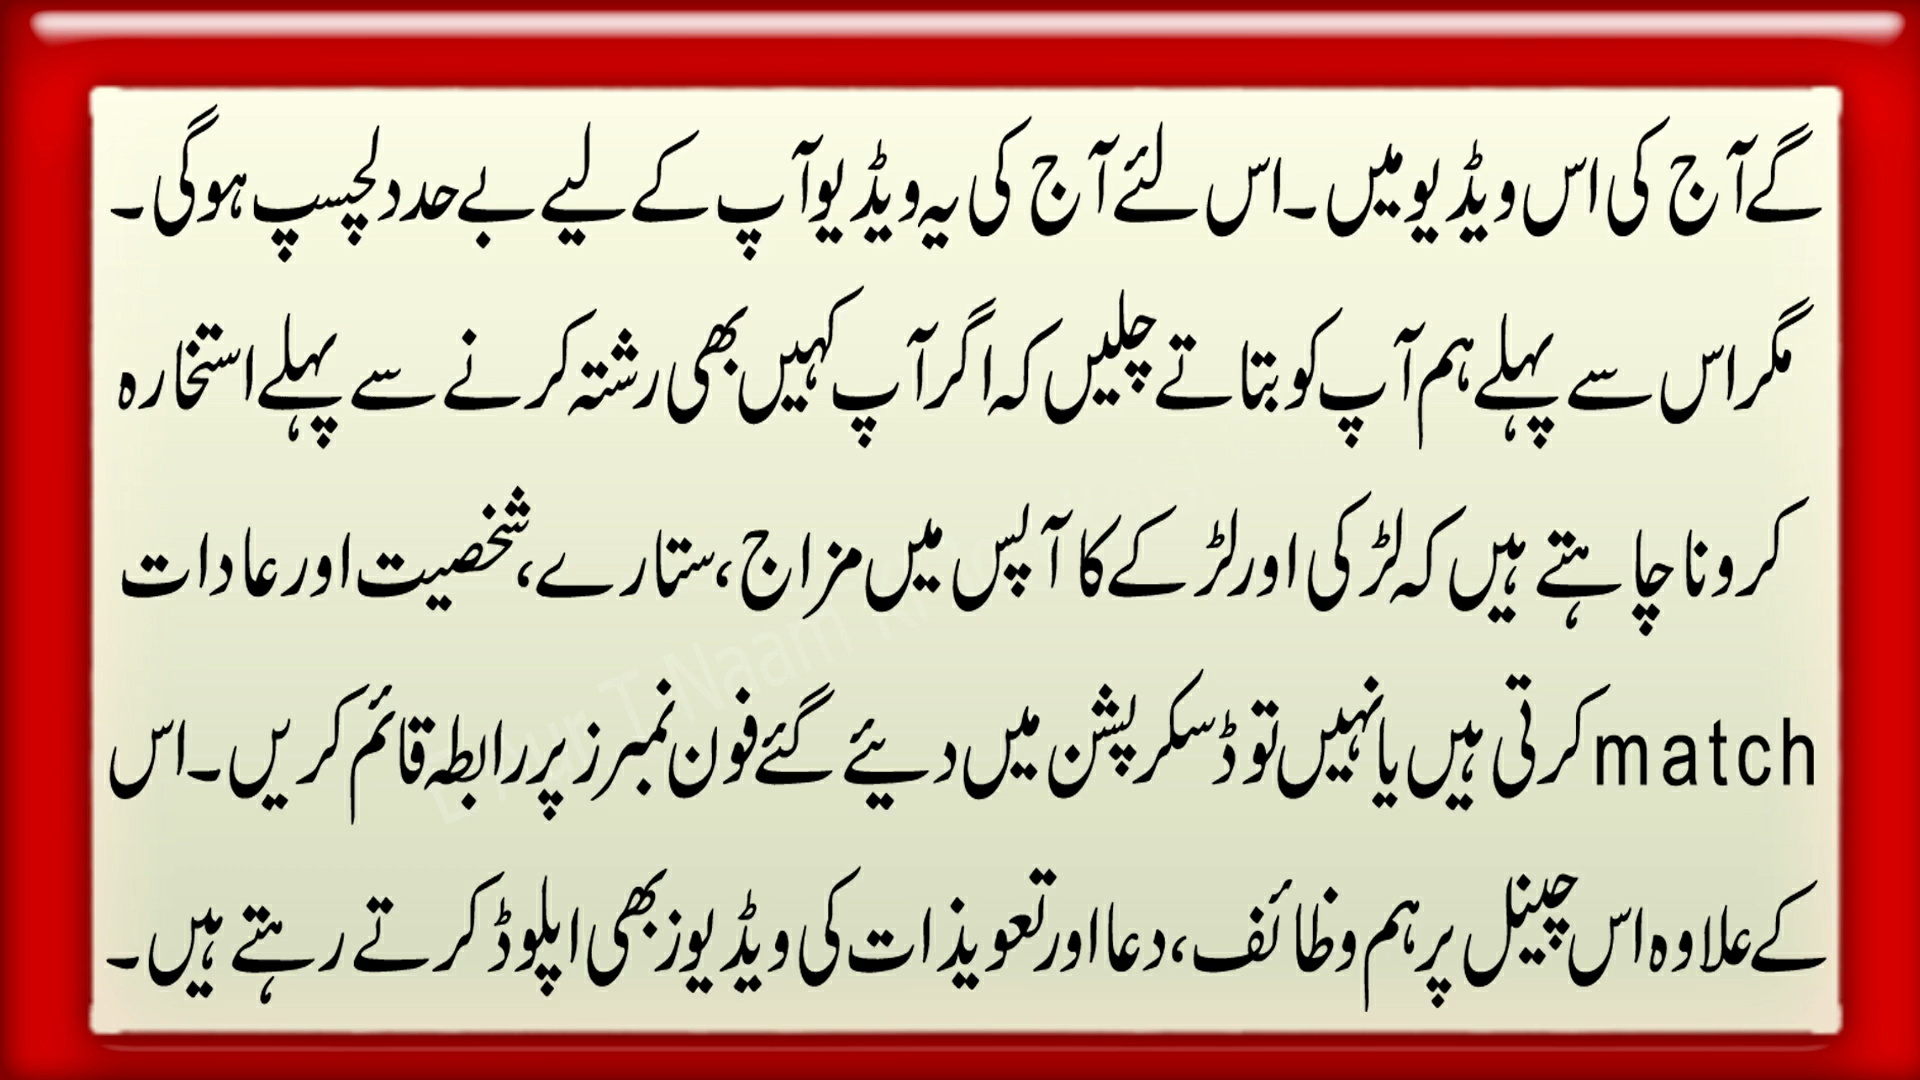 گے آج کی اس ویڈیو میں۔ اس لئے آج کی یہ ویڈیو آپ کے لیے بے حد دلچسپ ہوگی۔
مگر اس سے پہلے ہم آپ کو بتاتے چلیں کہ اگر آپ کہیں بھی رشتہ کرنے سے پہلے استخارہ
کرونا چاہتے ہیں کہ لڑکی اور لڑکے کا آپس میں مزاج، ستارے، شخصیت اور عادات
match کرتی ہیں یا نہیں تو ڈسکرپشن میں دیئے گئے فون نمبرز پر رابطہ قائم کریں۔ اس
کے علاوہ اس چینل پر ہم وظائف، دعا اور تعویذات کی ویڈیوز بھی اپلوڈ کرتے رہتے ہیں۔